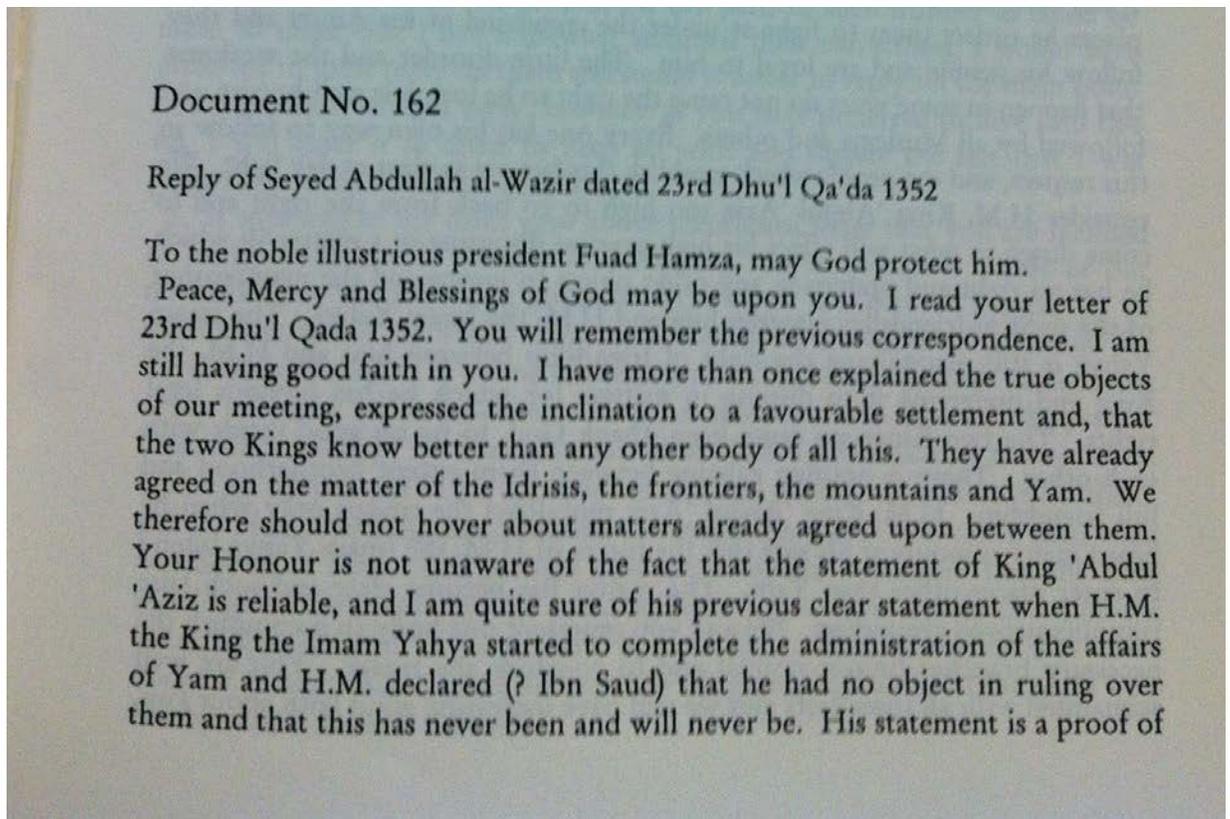 Document No. 162
Reply of Seyed Abdullah al-Wazir dated 23rd Dhu'l Qa'da 1352
To the noble illustrious president Fuad Hamza, may God protect him.
Peace, Mercy and Blessings of God may be upon you. I read your letter of
23rd Dhu'l Qada 1352. You will remember the previous correspondence. I am
still having good faith in you. I have more than once explained the true objects
of our meeting, expressed the inclination to a favourable settlement and, that
the two Kings know better than any other body of all this. They have already
agreed on the matter of the Idrisis, the frontiers, the mountains and Yam. We
therefore should not hover about matters already agreed upon between them.
Your Honour is not unaware of the fact that the statement of King 'Abdul
'Aziz is reliable, and I am quite sure of his previous clear statement when H.M.
the King the Imam Yahya started to complete the administration of the affairs
of Yam and H.M. declared (? Ibn Saud) that he had no object in ruling over
them and that this has never been and will never be. His statement is a proof of